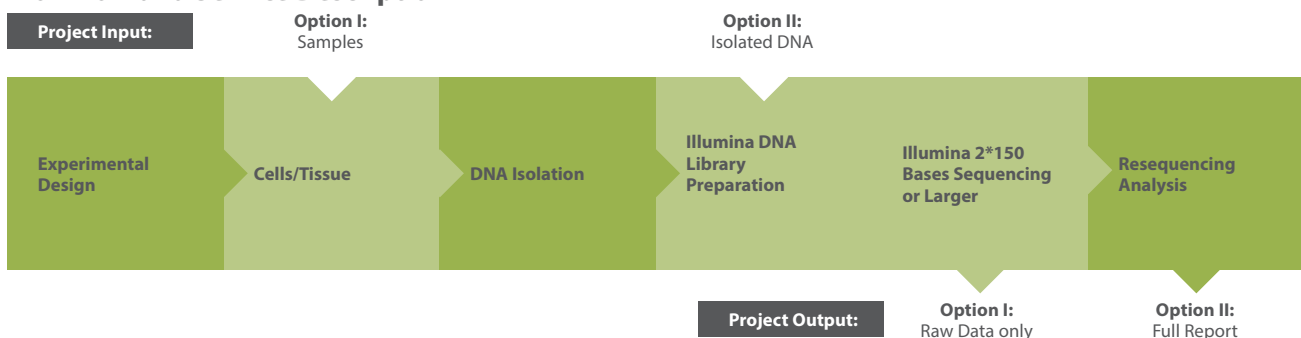 Project Input:
Option I:
Samples
Option II:
Isolated DNA
Experimental
Design
Cells/Tissue
DNA Isolation
Illumina DNA
Library
Preparation
Illumina 2*150
Bases Sequencing
or Larger
Resequencing
Analysis
Project Output:
Option I:
Raw Data only
Option II:
Full Report